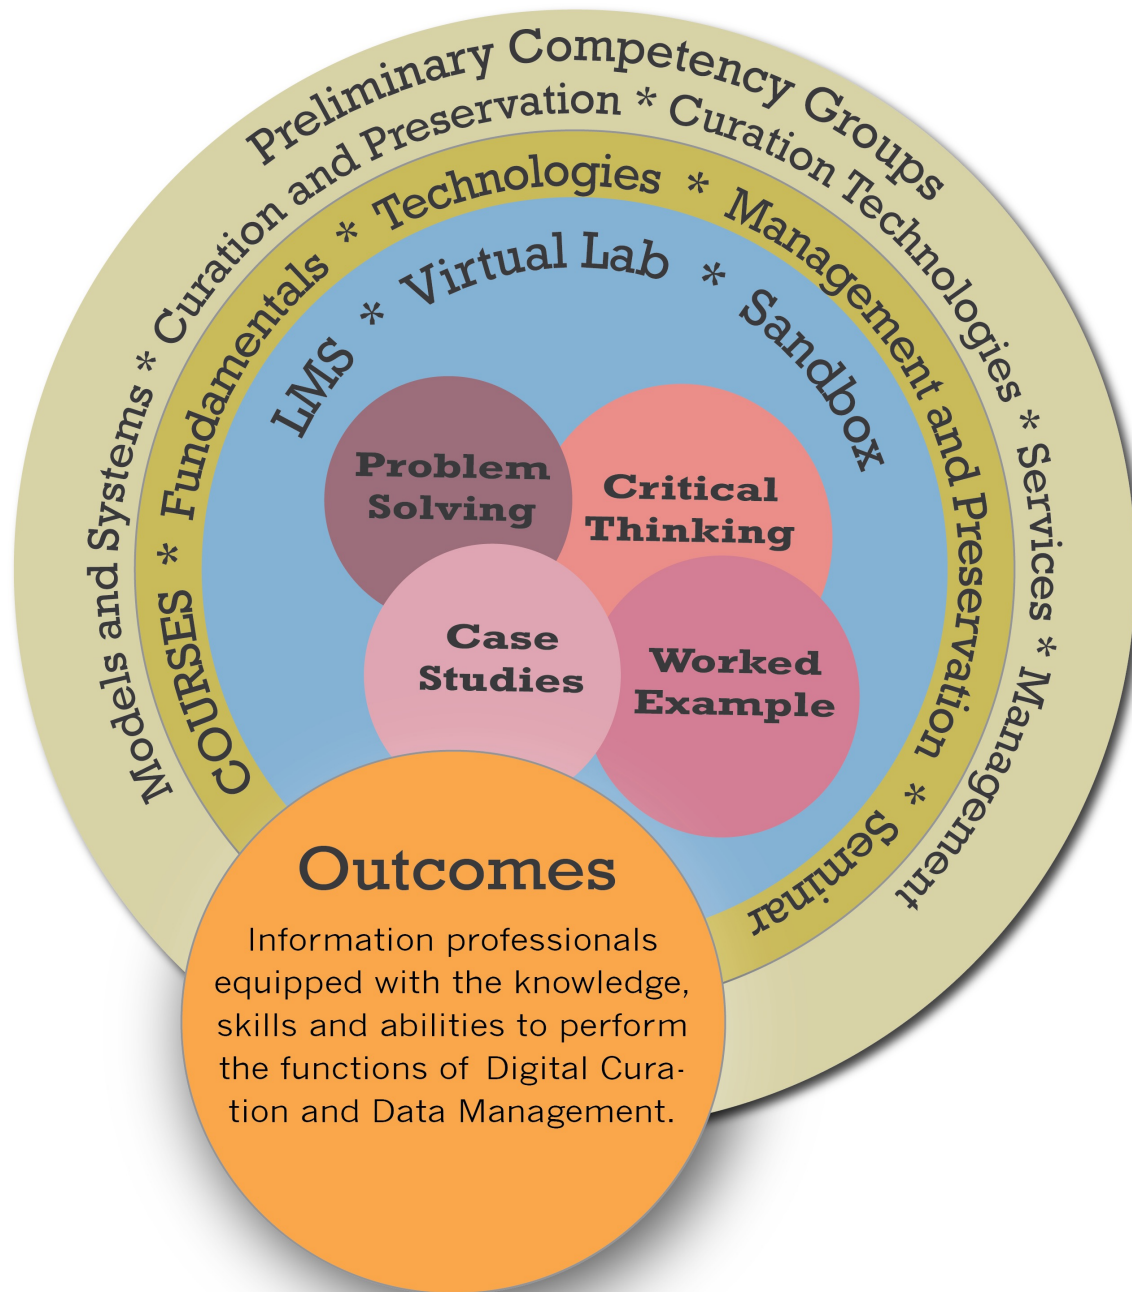 Preliminary Competency Groups
Models and Systems * Curation and Preservation * Curation Technologies * Services * Management
COURSES * Fundamentals * Technologies * Management and Preservation * Seminar
LMS * Virtual Lab * Sandbox
Problem
Solving
Critical
Thinking
Case
Studies
Worked
Example
Outcomes
Information professionals
equipped with the knowledge,
skills and abilities to perform
the functions of Digital Cura-
tion and Data Management.